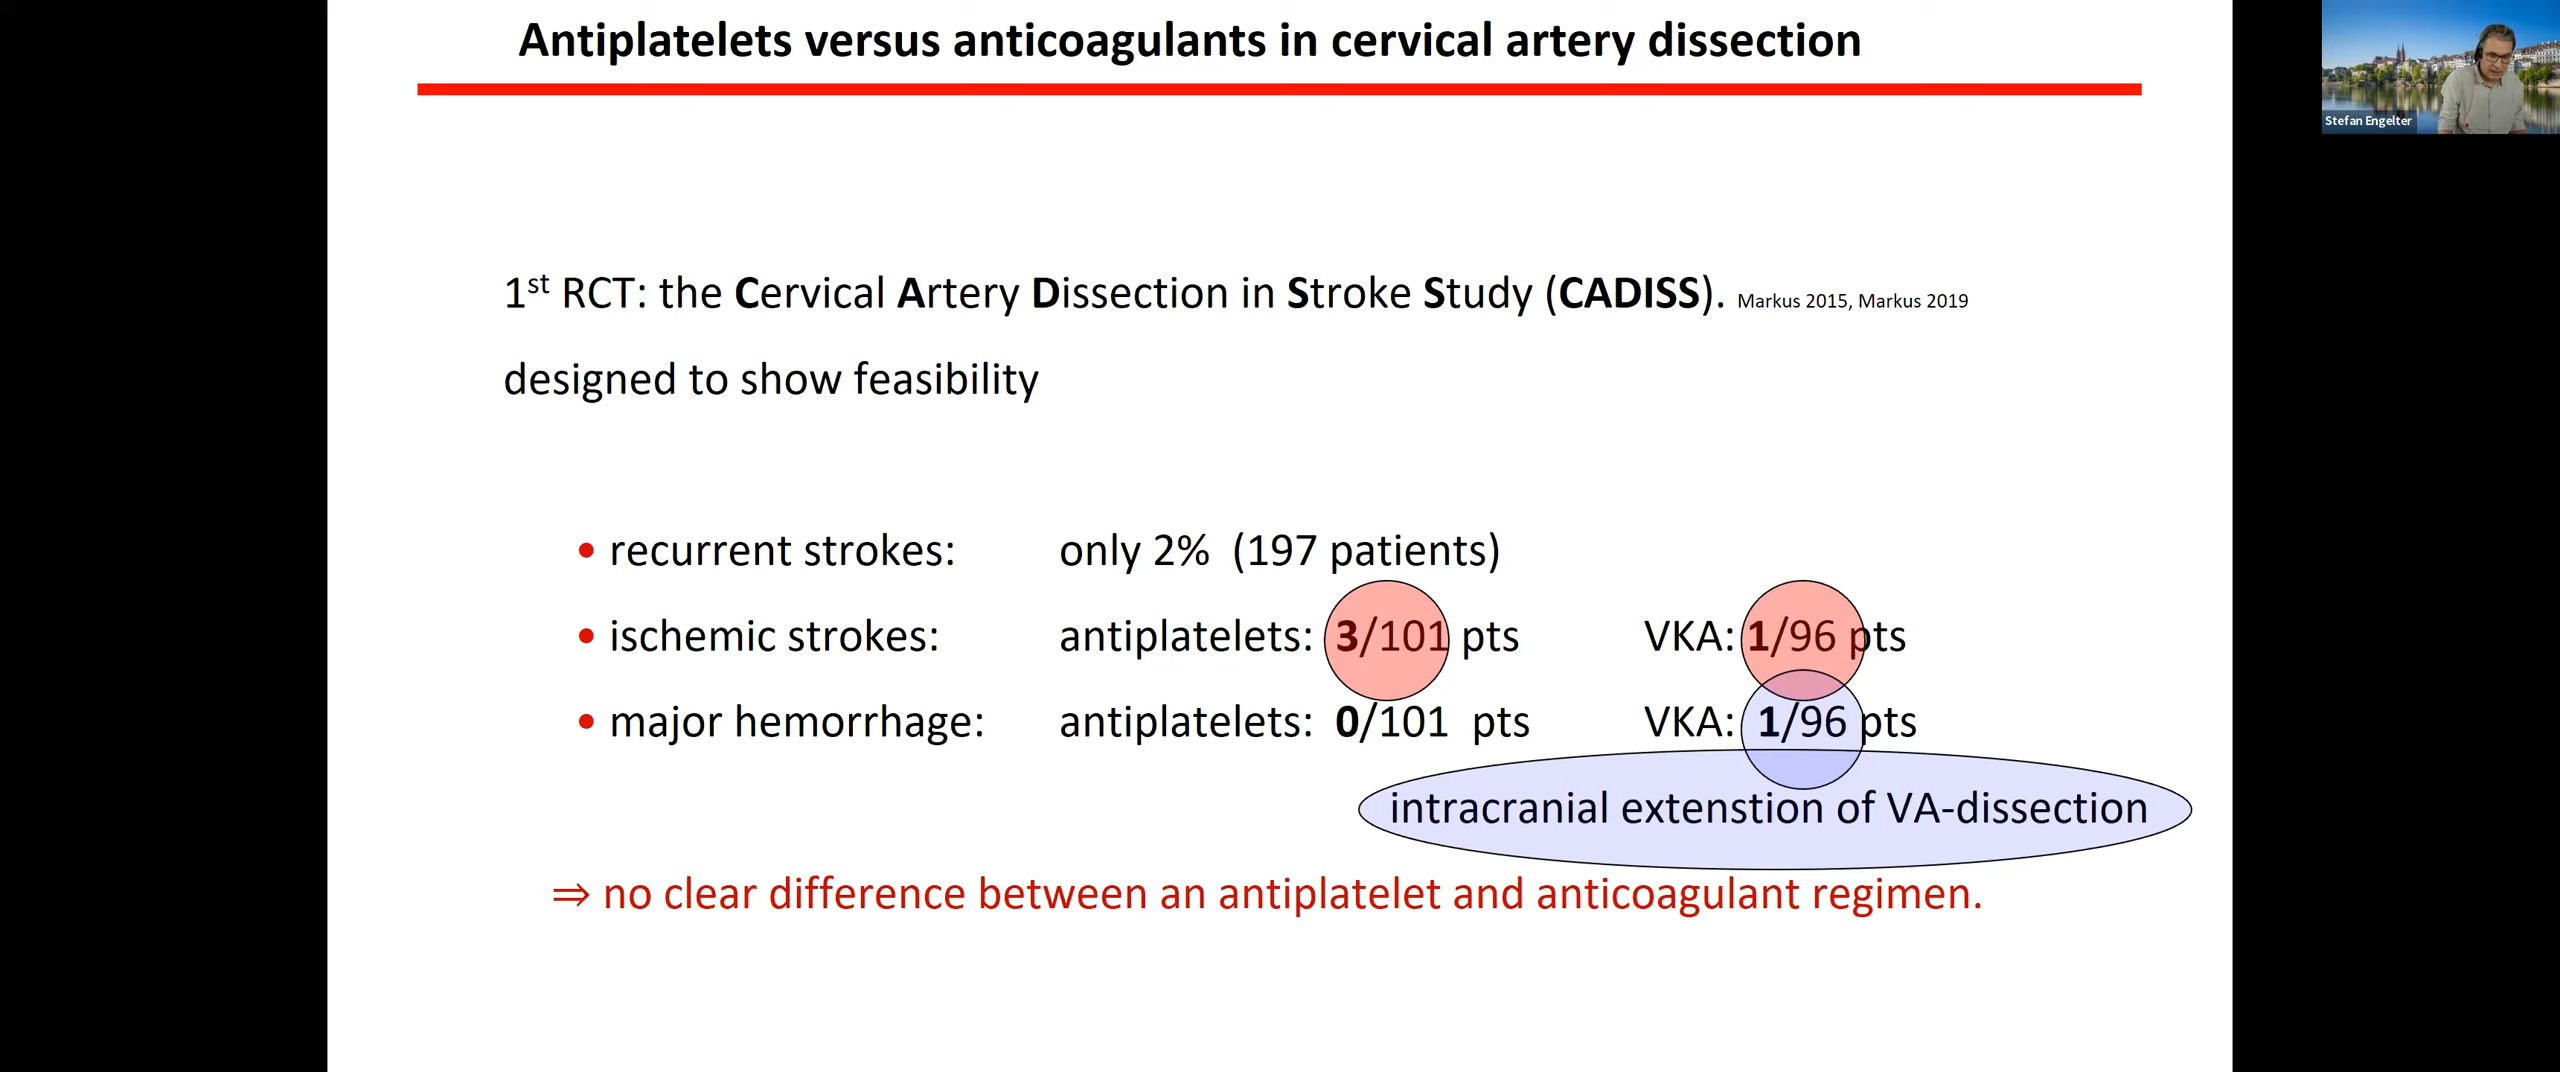 Antiplatelets versus anticoagulants in cervical artery dissection
Stefan Engelter
1st RCT: the Cervical Artery Dissection in Stroke Study (CADISS). Markus 2015, Markus 2019
designed to show feasibility
• recurrent strokes: only 2% (197 patients)
• ischemic strokes: antiplatelets: 3/101 pts VKA: 1/96 pts
• major hemorrhage: antiplatelets: 0/101 pts VKA: 1/96 pts
intracranial extenstion of VA-dissection
⇒ no clear difference between an antiplatelet and anticoagulant regimen.